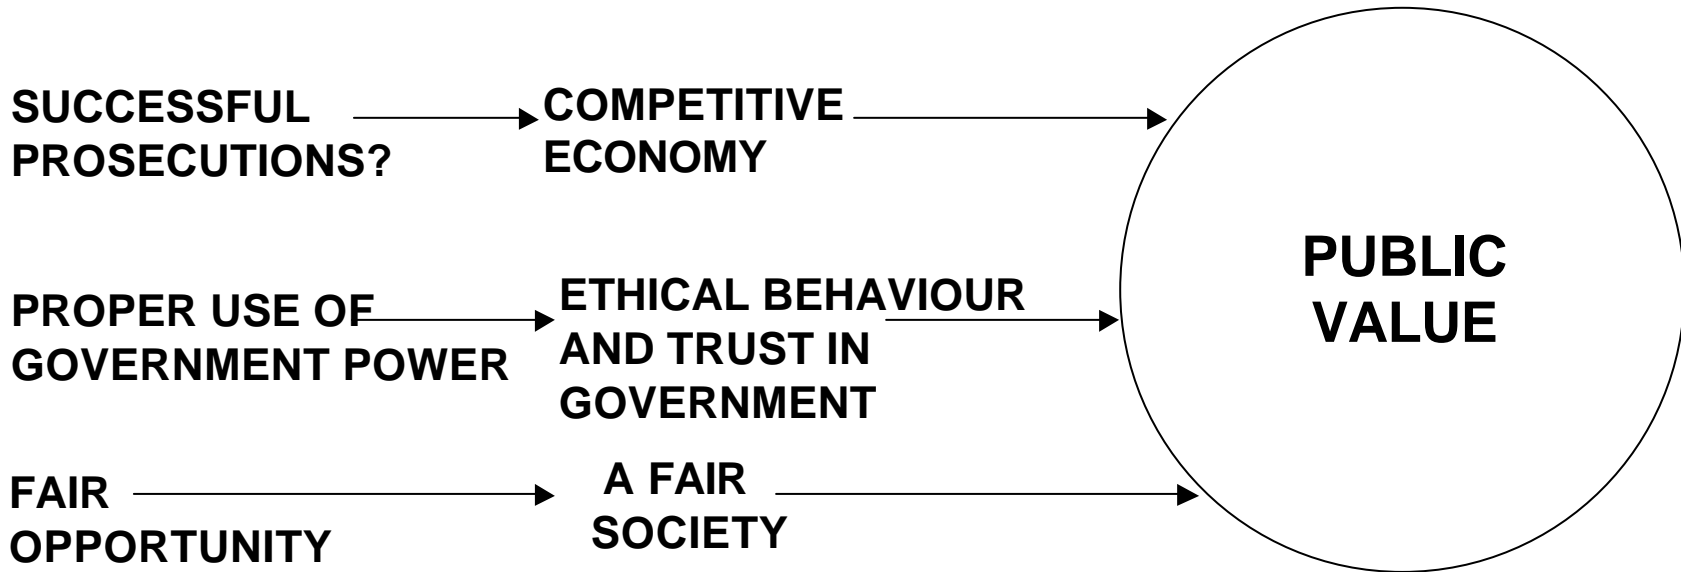 SUCCESSFUL
PROSECUTIONS?
COMPETITIVE
ECONOMY
PROPER USE OF
GOVERNMENT POWER
ETHICAL BEHAVIOUR
AND TRUST IN
GOVERNMENT
FAIR
OPPORTUNITY
A FAIR
SOCIETY
PUBLIC
VALUE